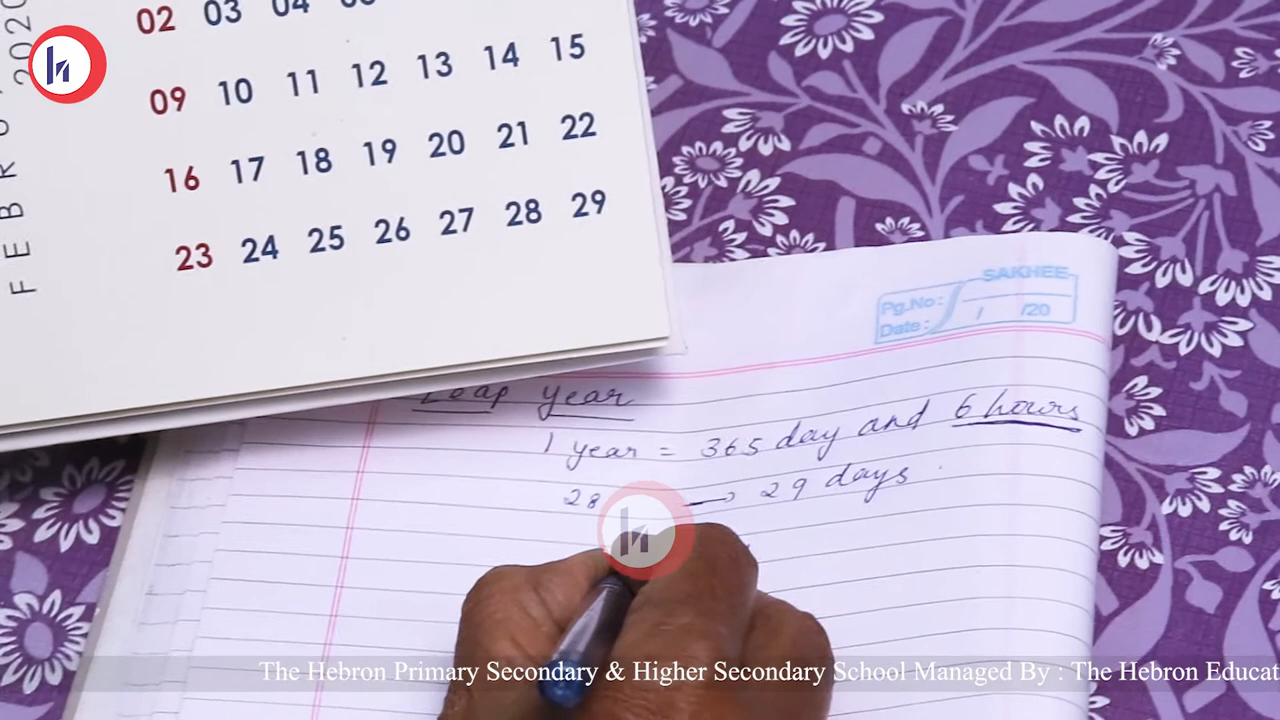 FEBRU 2020
02 03 04
09 10 11 12 13 14 15
16 17 18 19 20 21 22
23 24 25 26 27 28 29
SAKHEE
Pg.No:
Date: / /20
Leap year
1 year = 365 day and 6 hours
28 → 29 days
The Hebron Primary Secondary & Higher Secondary School Managed By : The Hebron Educat